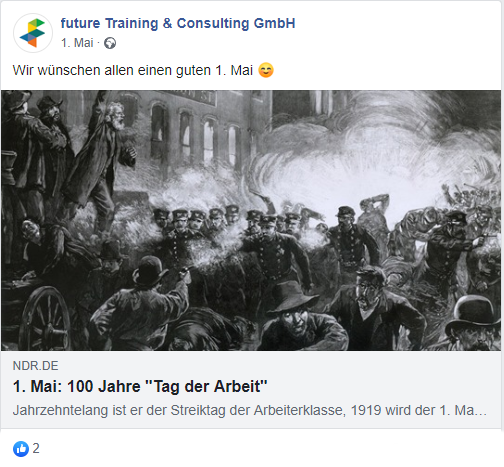 future Training & Consulting GmbH
1. Mai ·
Wir wünschen allen einen guten 1. Mai 😊
NDR.DE
1. Mai: 100 Jahre "Tag der Arbeit"
Jahrzehntelang ist er der Streiktag der Arbeiterklasse, 1919 wird der 1. Ma...
2